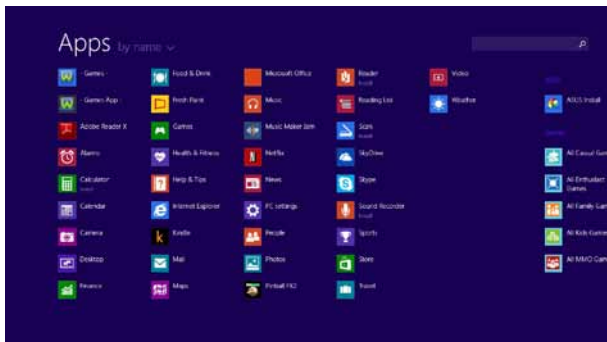 Apps by name
- Games -
- Games App -
Adobe Reader X
Alarms
Calculator
Calendar
Camera
Desktop
Finance
Food & Drink
Fresh Paint
Games
Health & Fitness
Help & Tips
Internet Explorer
Kindle
Mail
Maps
Microsoft Office
Music
Music Maker Jam
Netflix
News
PC settings
People
Photos
Pinball FX2
Reader
Reading List
Scan
SkyDrive
Skype
Sound Recorder
Sports
Store
Travel
Video
Weather
ASUS Install
All Casual Gam
All Enthusiast
Games
All Family Gam
All Kids Games
All MMO Gam